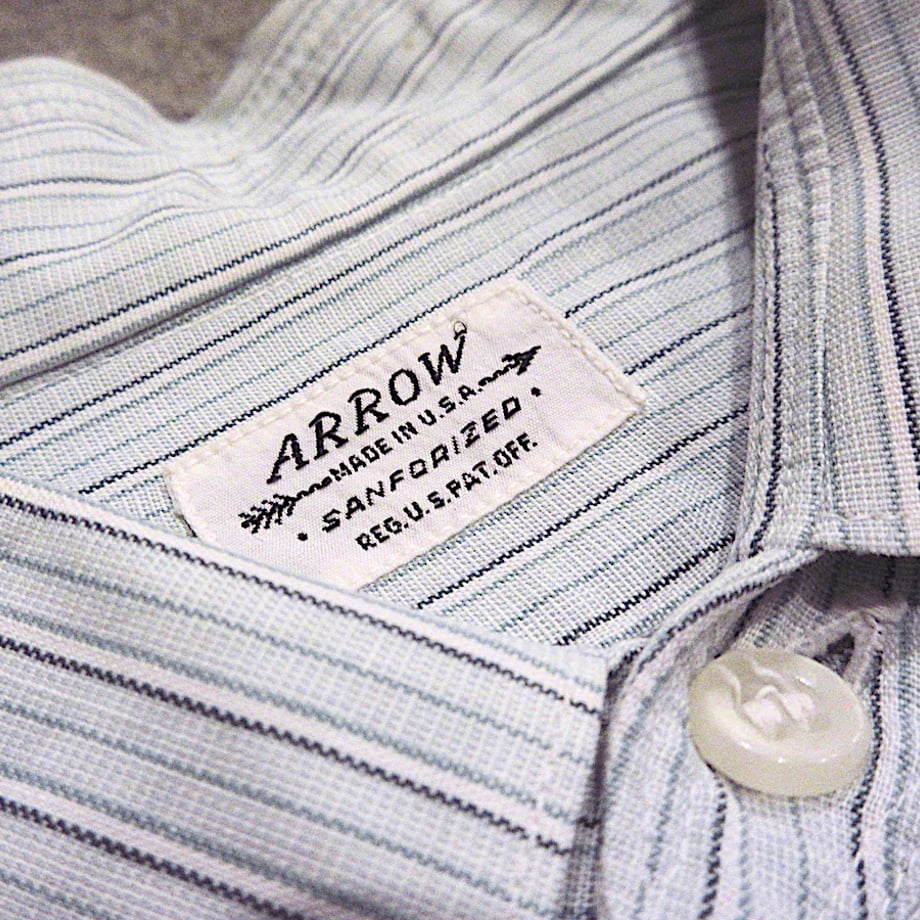 ARROW
MADE IN U.S.A.
• SANFORIZED •
REG. U.S. PAT. OFF.